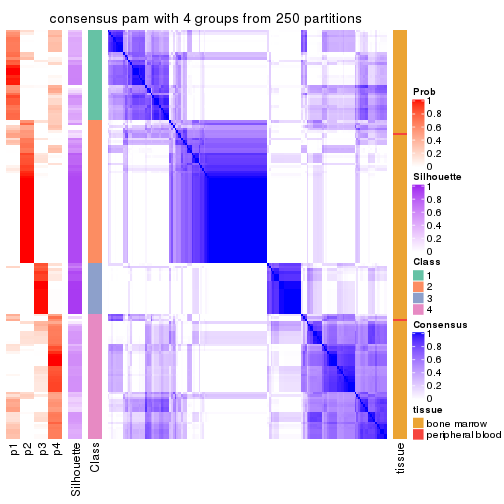 consensus pam with 4 groups from 250 partitions
Prob
1
0.8
0.6
0.4
0.2
0
Silhouette
1
0.8
0.6
0.4
0.2
0
Class
1
2
3
4
Consensus
1
0.8
0.6
0.4
0.2
0
tissue
bone marrow
peripheral blood
p1
p2
p3
p4
Silhouette
Class
tissue